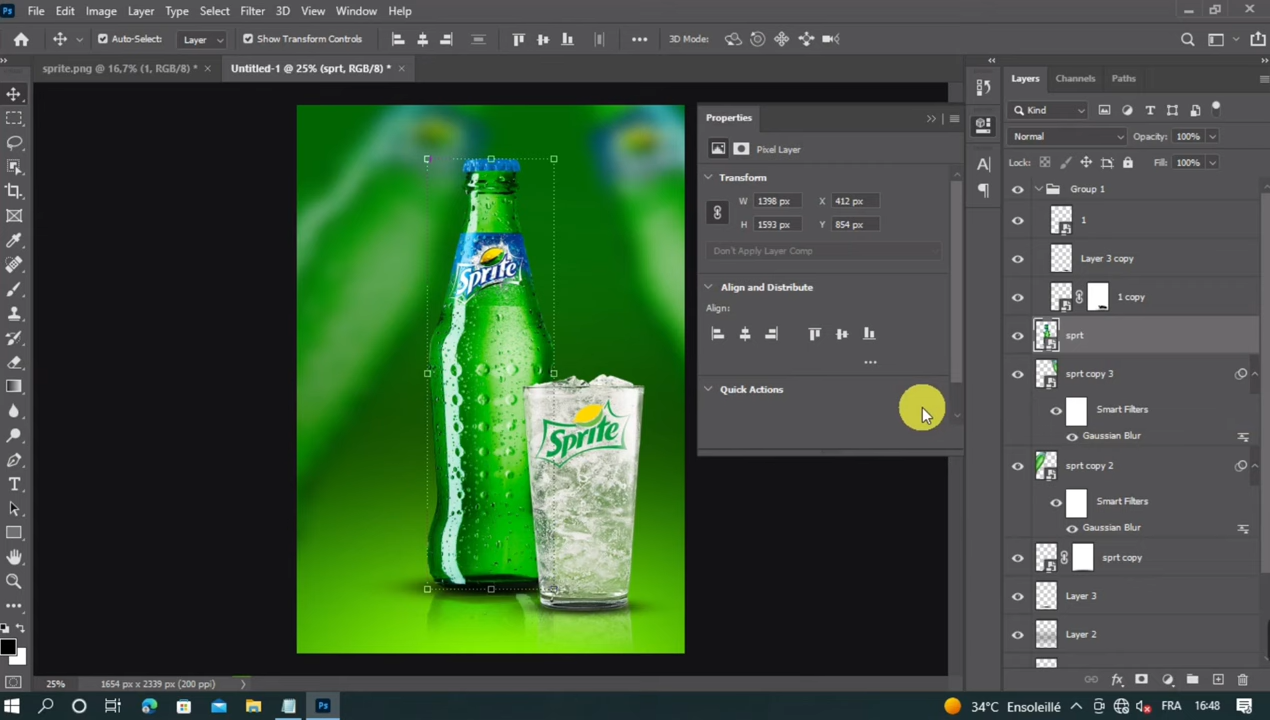 Ps File Edit Image Layer Type Select Filter 3D View Window Help
Auto-Select: Layer Show Transform Controls 3D Mode:
sprite.png @ 16,7% (1, RGB/8) * × Untitled-1 @ 25% (sprt, RGB/8) * ×
Layers Channels Paths
Kind
Normal Opacity: 100%
Lock: Fill: 100%
Properties
Pixel Layer
Transform
W 1398 px X 412 px
H 1593 px Y 854 px
Don't Apply Layer Comp
Align and Distribute
Align:
Quick Actions
Group 1
1
Layer 3 copy
1 copy
sprt
sprt copy 3
Smart Filters
Gaussian Blur
sprt copy 2
Smart Filters
Gaussian Blur
sprt copy
Layer 3
Layer 2
Sprite
Sprite
25% 1654 px x 2339 px (200 ppi)
Ps 34°C Ensoleillé FRA 16:48